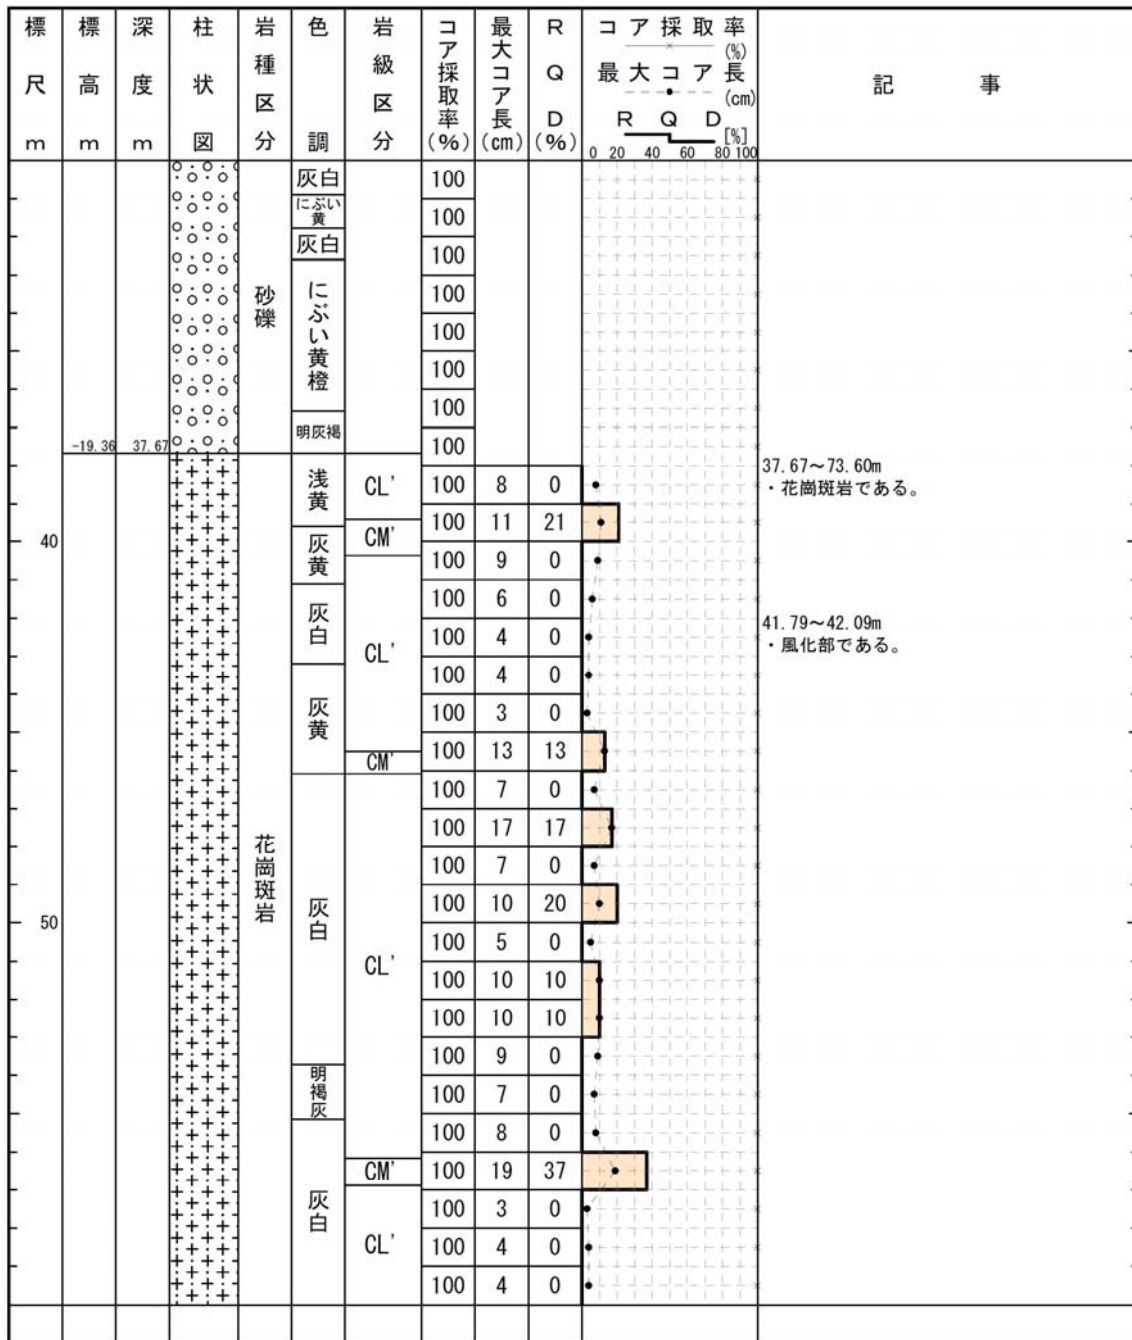 標尺 m
標高 m
深度 m
柱状図
岩種区分
色調
岩級区分
コア採取率(%)
最大コア長(cm)
RQD(%)
コア採取率(%)
最大コア長(cm)
RQD[%]
0 20 40 60 80 100
記事
灰白
にぶい黄
灰白
にぶい黄橙
明灰褐
砂礫
100
100
100
100
100
100
100
100
-19.36 37.67
37.67～73.60m
・花崗斑岩である。
浅黄
CL'
100 8 0
100 11 21
CM'
灰黄
40
100 9 0
100 6 0
灰白
41.79～42.09m
・風化部である。
100 4 0
CL'
100 4 0
100 3 0
灰黄
100 13 13
CM'
100 7 0
100 17 17
花崗斑岩
100 7 0
100 10 20
灰白
50
100 5 0
CL'
100 10 10
100 10 10
100 9 0
明褐灰
100 7 0
100 8 0
CM'
100 19 37
灰白
100 3 0
CL'
100 4 0
100 4 0